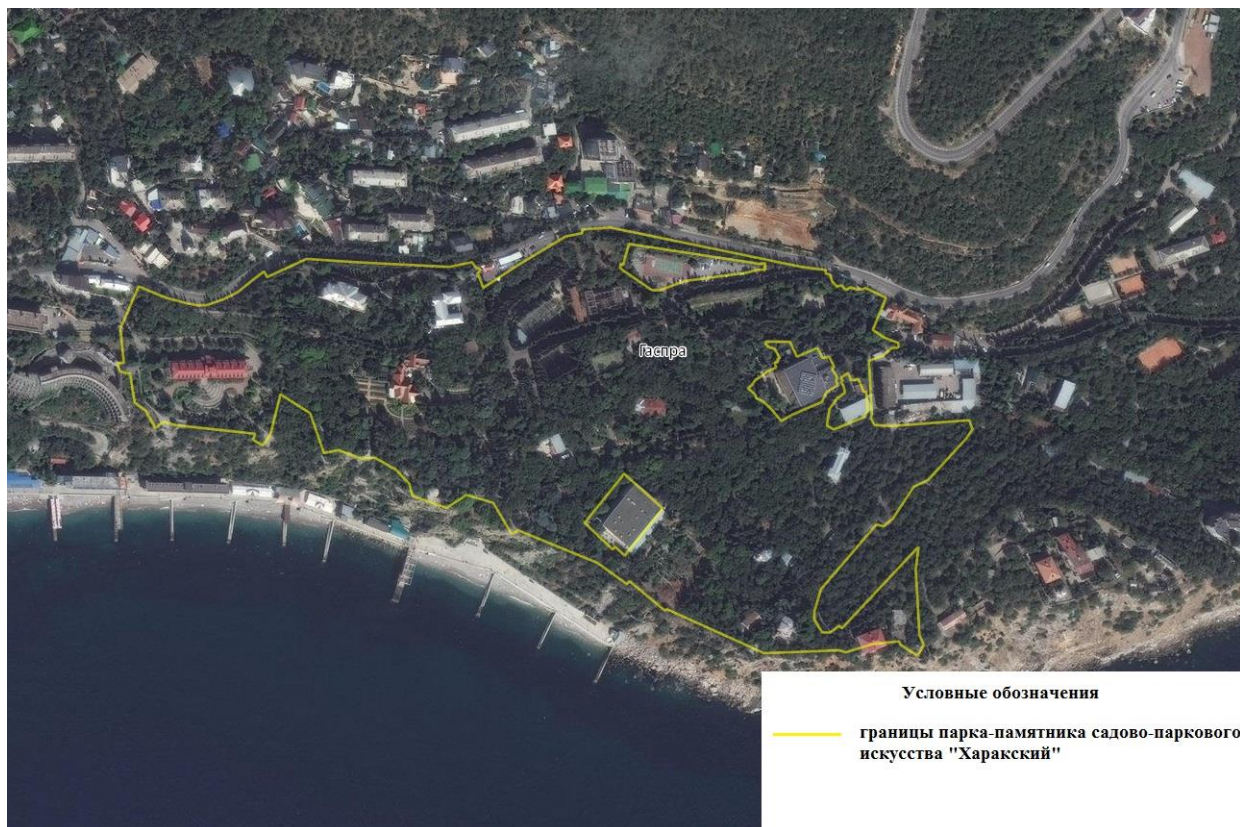 Гаспра
Условные обозначения
границы парка-памятника садово-паркового
искусства "Харакский"